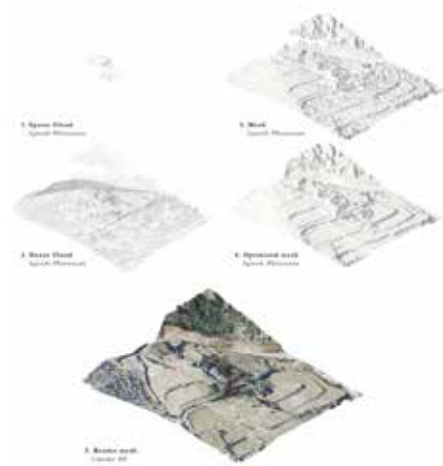 1. Sparse Cloud
Agisoft Photoscan
2. Dense Cloud
Agisoft Photoscan
3. Mesh
Agisoft Photoscan
4. Optimized mesh
Agisoft Photoscan
5. Render mesh